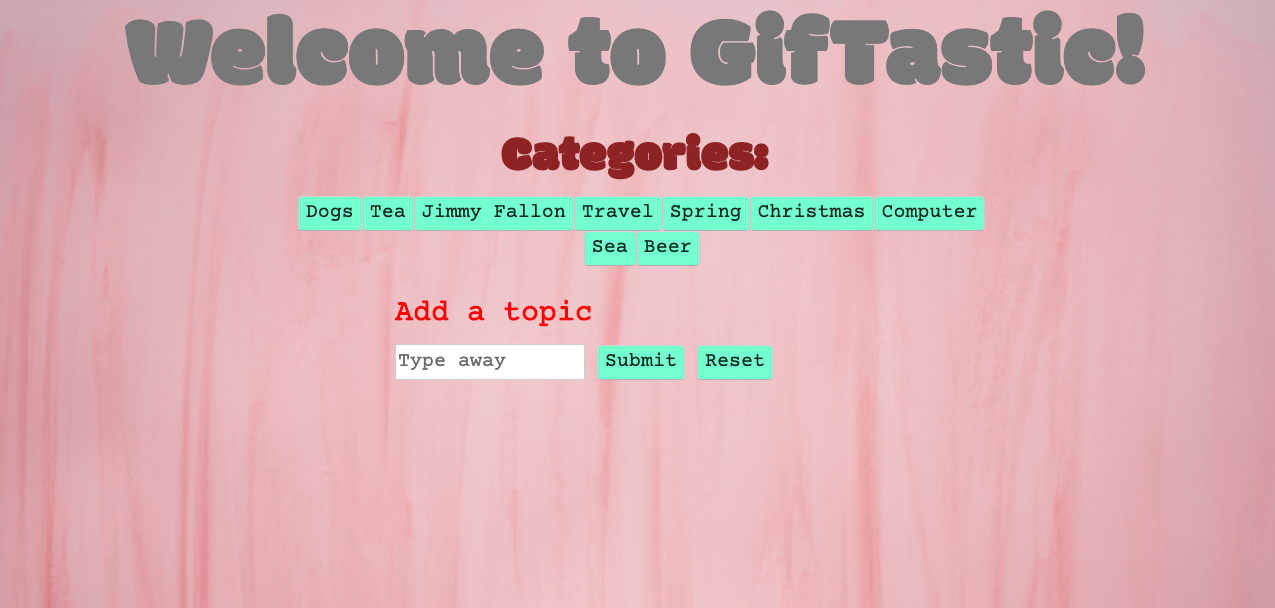 Welcome to GifTastic!
Categories:
Dogs Tea Jimmy Fallon Travel Spring Christmas Computer
Sea Beer
Add a topic
Type away Submit Reset